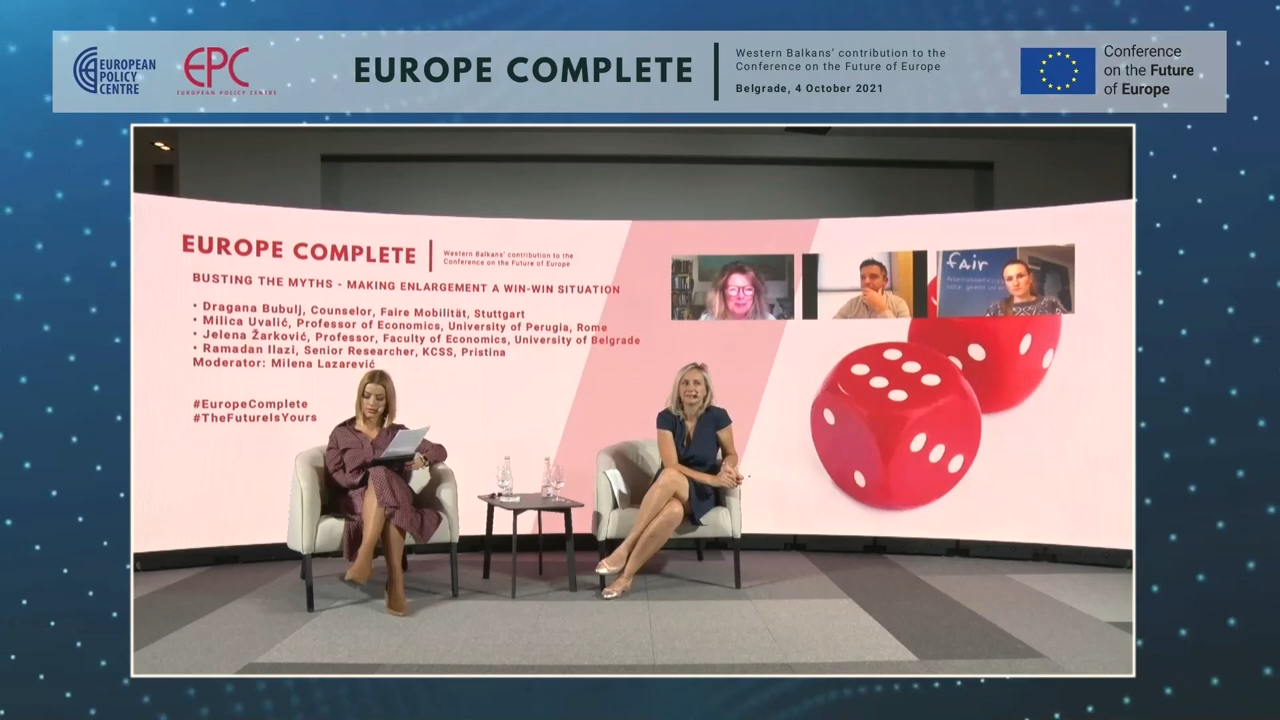 EUROPEAN
POLICY
CENTRE
EPC
EUROPEAN POLICY CENTRE
EUROPE COMPLETE
Western Balkans' contribution to the
Conference on the Future of Europe
Belgrade, 4 October 2021
Conference
on the Future
of Europe
EUROPE COMPLETE
Western Balkans' contribution to the
Conference on the Future of Europe
BUSTING THE MYTHS - MAKING ENLARGEMENT A WIN-WIN SITUATION
• Dragana Bubulj, Counselor, Faire Mobilität, Stuttgart
• Milica Uvalić, Professor of Economics, University of Perugia, Rome
• Jelena Žarković, Professor, Faculty of Economics, University of Belgrade
• Ramadan Ilazi, Senior Researcher, KCSS, Pristina
Moderator: Milena Lazarević
#EuropeComplete
#TheFutureIsYours
fair